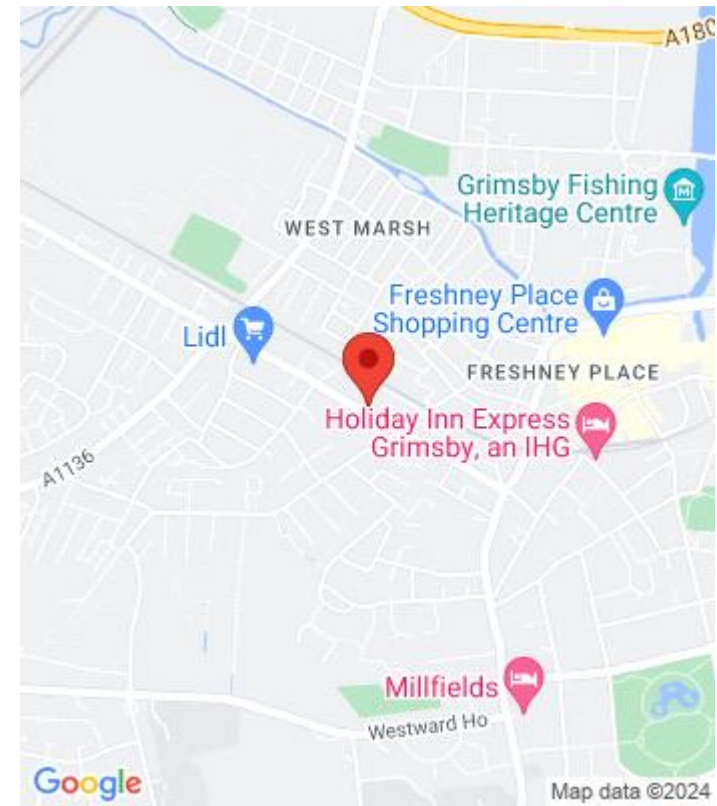 A180
Grimsby Fishing
Heritage Centre
WEST MARSH
Freshney Place
Shopping Centre
Lidl
FRESHNEY PLACE
Holiday Inn Express
Grimsby, an IHG
A1136
Millfields
Westward Ho
Google
Map data ©2024